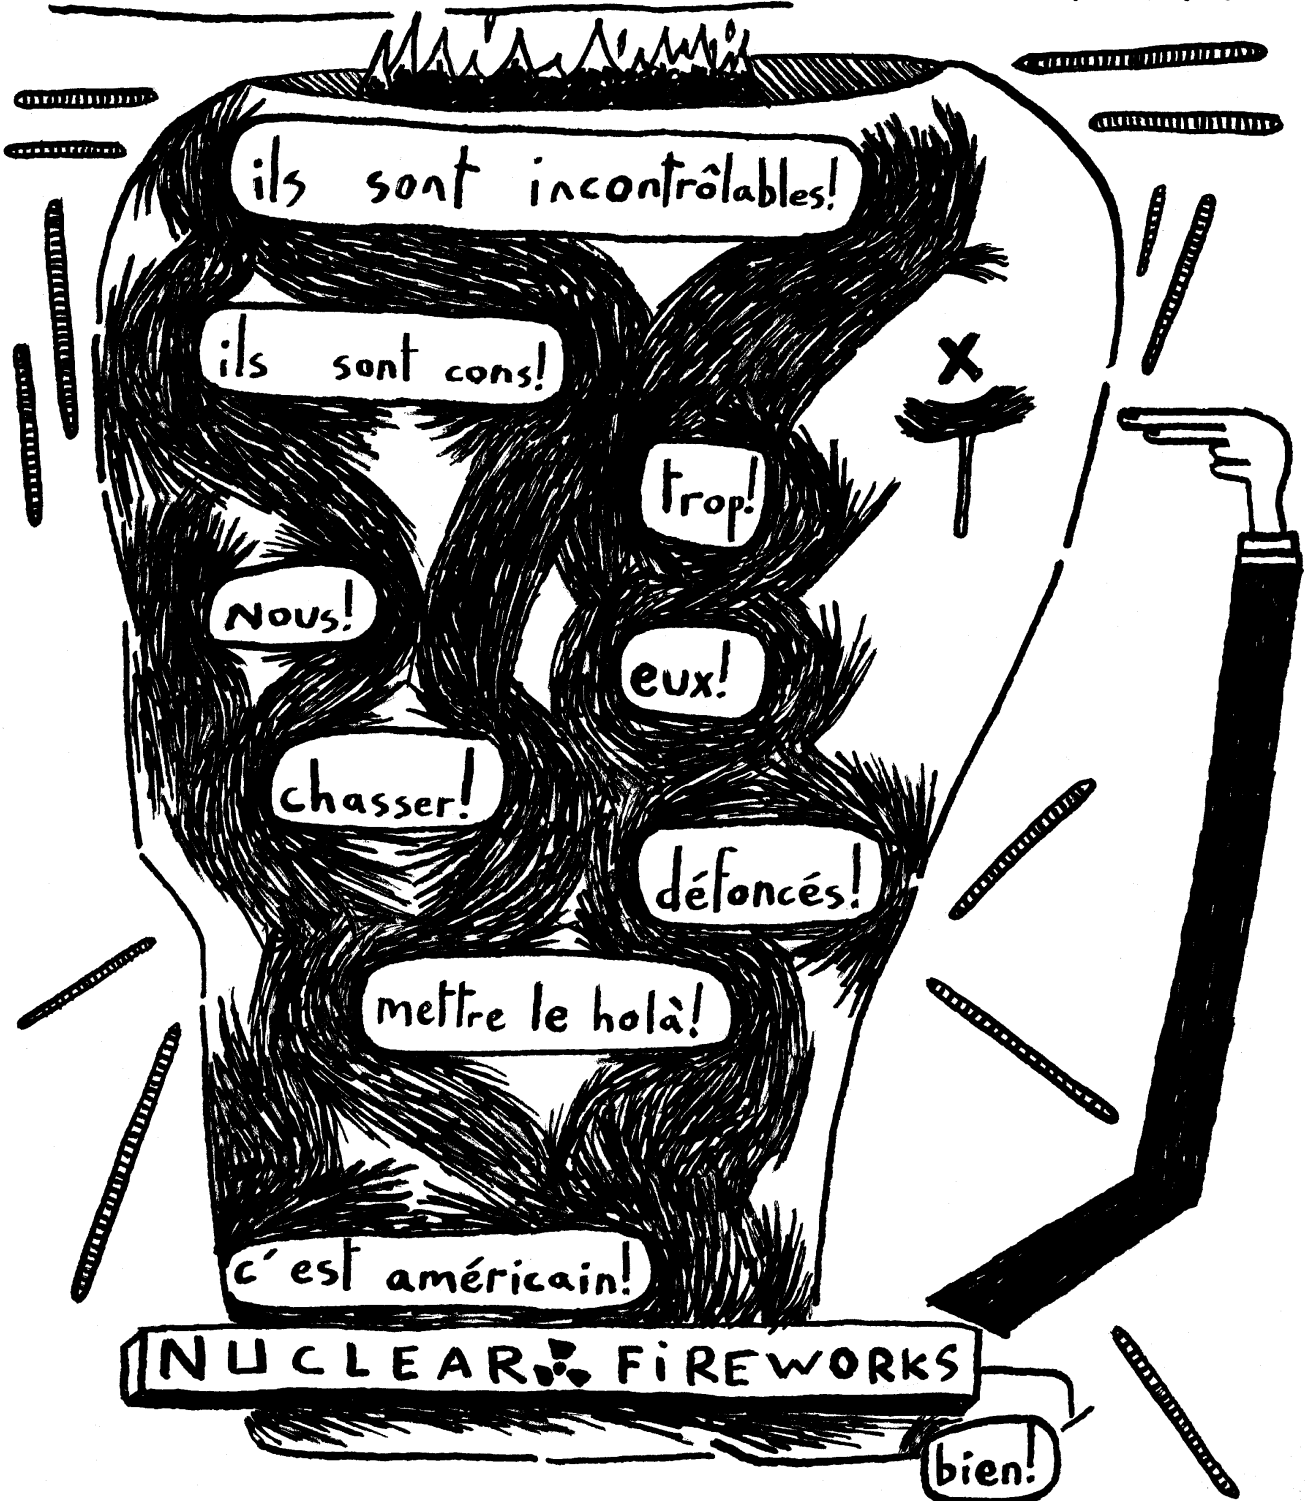 ils sont incontrôlables!
ils sont cons!
trop!
Nous!
eux!
chasser!
défoncés!
mettre le holà!
c'est américain!
NUCLEAR FiREWORKS
bien!